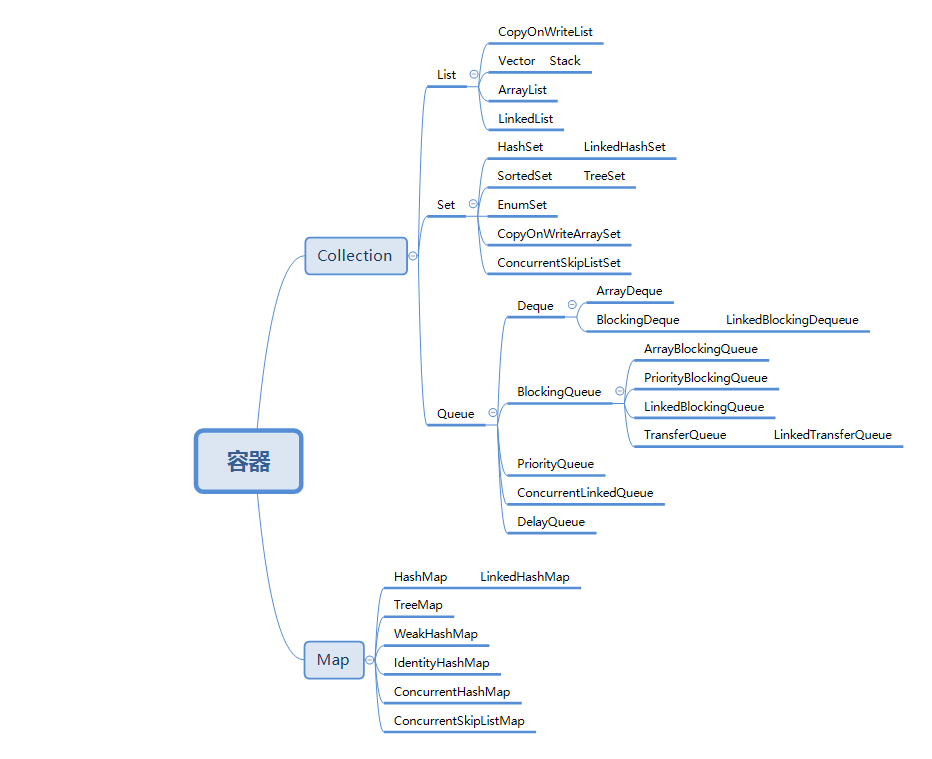 容器
Collection
List
CopyOnWriteList
Vector Stack
ArrayList
LinkedList
Set
HashSet LinkedHashSet
SortedSet TreeSet
EnumSet
CopyOnWriteArraySet
ConcurrentSkipListSet
Queue
Deque
ArrayDeque
BlockingDeque LinkedBlockingDequeue
BlockingQueue
ArrayBlockingQueue
PriorityBlockingQueue
LinkedBlockingQueue
TransferQueue LinkedTransferQueue
PriorityQueue
ConcurrentLinkedQueue
DelayQueue
Map
HashMap LinkedHashMap
TreeMap
WeakHashMap
IdentityHashMap
ConcurrentHashMap
ConcurrentSkipListMap